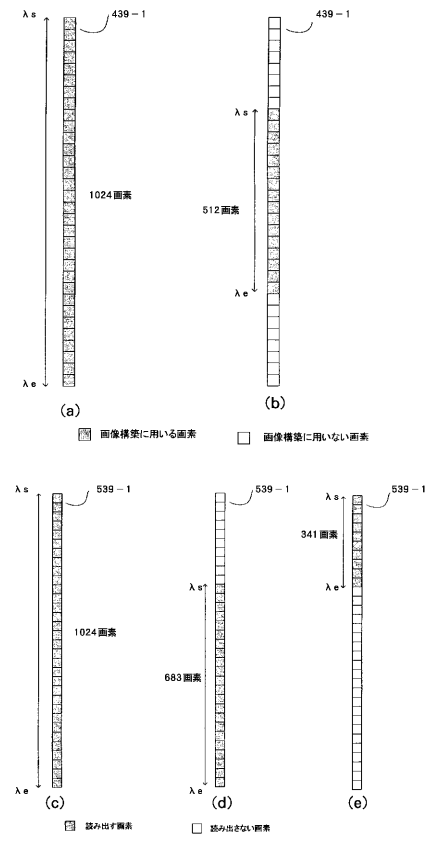 λs
439-1
1024画素
λe
(a)
439-1
λs
512画素
λe
(b)
画像構築に用いる画素
画像構築に用いない画素
λs
539-1
1024画素
λe
(c)
539-1
λs
683画素
λe
(d)
λs
539-1
341画素
λe
(e)
読み出す画素
読み出さない画素